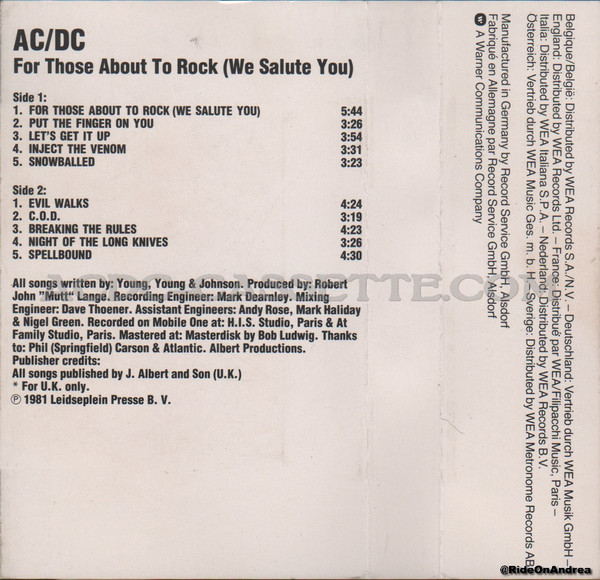 AC/DC
For Those About To Rock (We Salute You)
Side 1:
1. FOR THOSE ABOUT TO ROCK (WE SALUTE YOU) 5:44
2. PUT THE FINGER ON YOU 3:26
3. LET'S GET IT UP 3:54
4. INJECT THE VENOM 3:31
5. SNOWBALLED 3:23
Side 2:
1. EVIL WALKS 4:24
2. C.O.D. 3:19
3. BREAKING THE RULES 4:23
4. NIGHT OF THE LONG KNIVES 3:26
5. SPELLBOUND 4:30
All songs written by: Young, Young & Johnson. Produced by: Robert
John "Mutt" Lange. Recording Engineer: Mark Dearnley. Mixing
Engineer: Dave Thoener. Assistant Engineers: Andy Rose, Mark Haliday
& Nigel Green. Recorded on Mobile One at: H.I.S. Studio, Paris & At
Family Studio, Paris. Mastered at: Masterdisk by Bob Ludwig. Thanks
to: Phil (Springfield) Carson & Atlantic. Albert Productions.
Publisher credits:
All songs published by J. Albert and Son (U.K.)
* For U.K. only.
℗ 1981 Leidseplein Presse B. V.
Belgique/België: Distributed by WEA Records S.A./N.V. – Deutschland: Vertrieb durch WEA Musik GmbH –
England: Distributed by WEA Records Ltd. – France: Distribué par WEA/Filipacchi Music, Paris –
Italia: Distributed by WEA Italiana S.P.A. – Nederland: Distributed by WEA Records B.V.
Österreich: Vertrieb durch WEA Music Ges. m. b. H. – Sverige: Distributed by WEA Metronome Records AB
Manufactured in Germany by Record Service GmbH, Alsdorf
Fabriqué en Allemagne par Record Service GmbH, Alsdorf
A Warner Communications Company
ACDC-CASSETTE.COM
@RideOnAndrea